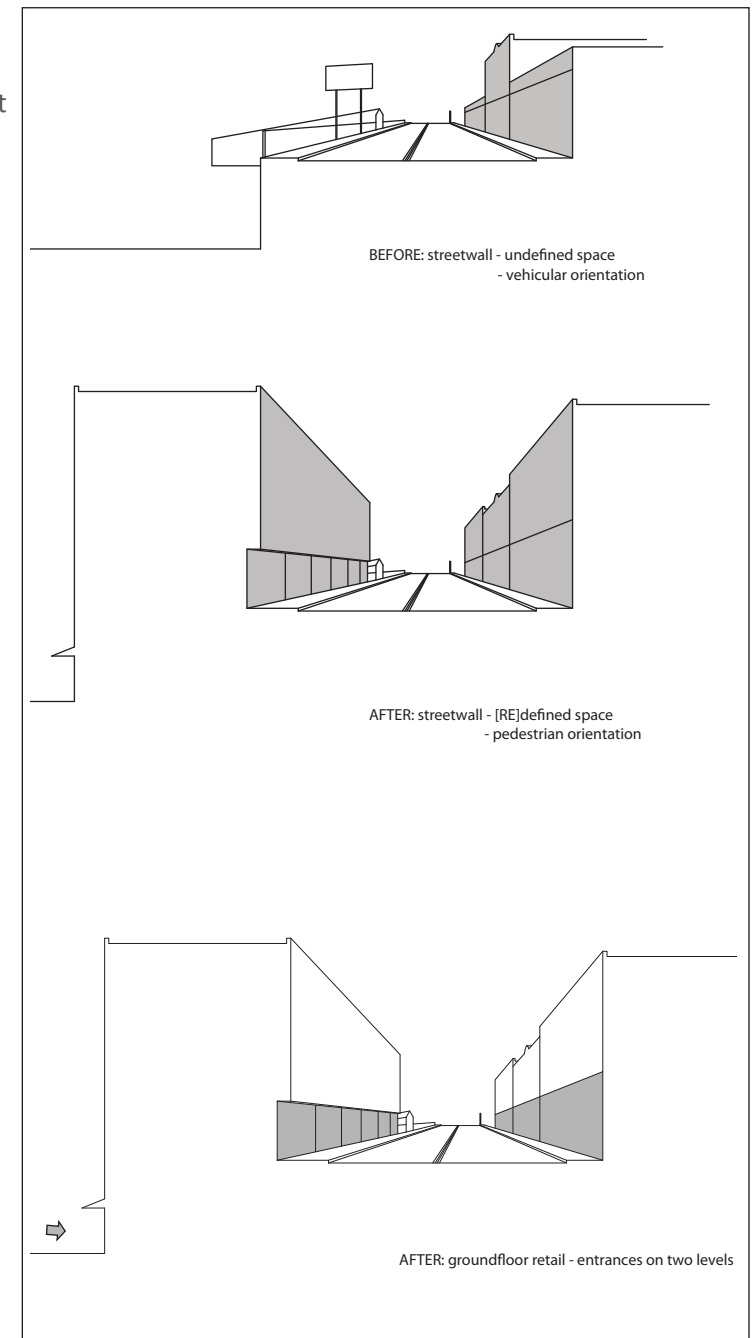 t
BEFORE: streetwall - undefined space
- vehicular orientation
AFTER: streetwall - [RE]defined space
- pedestrian orientation
AFTER: groundfloor retail - entrances on two levels